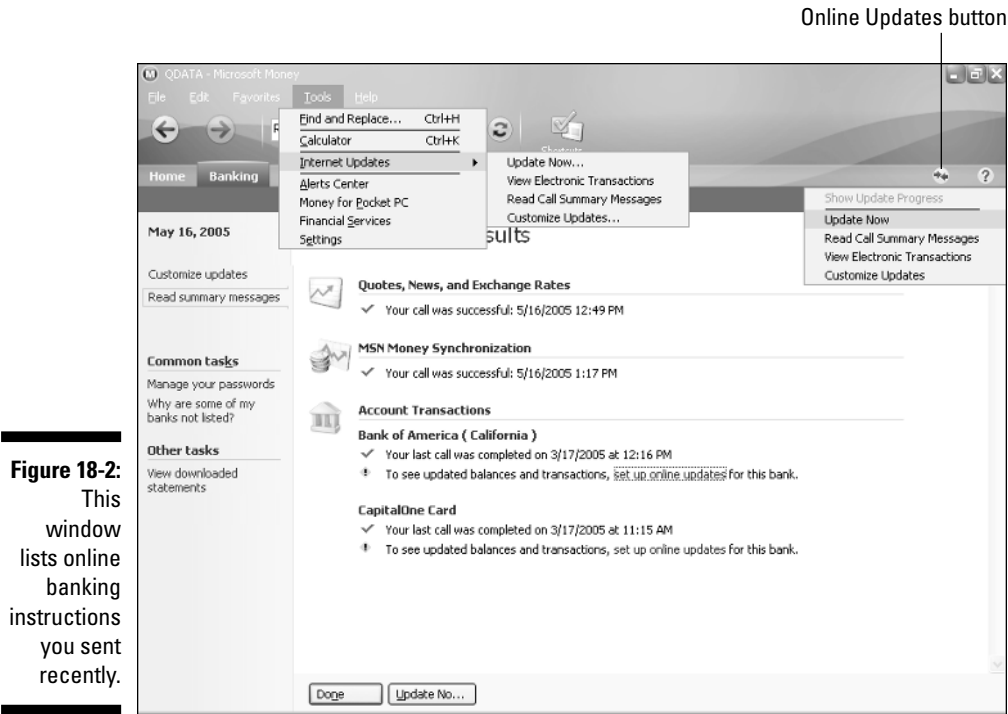 Online Updates button
QDATA - Microsoft Money
File Edit Favorites Tools Help
Find and Replace... Ctrl+H
Calculator Ctrl+K
Internet Updates
Alerts Center
Money for Pocket PC
Financial Services
Settings
Update Now...
View Electronic Transactions
Read Call Summary Messages
Customize Updates...
Home Banking
?
Show Update Progress
Update Now
Read Call Summary Messages
View Electronic Transactions
Customize Updates
May 16, 2005
sults
Customize updates
Read summary messages
Common tasks
Manage your passwords
Why are some of my
banks not listed?
Other tasks
View downloaded
statements
Quotes, News, and Exchange Rates
Your call was successful: 5/16/2005 12:49 PM
MSN Money Synchronization
Your call was successful: 5/16/2005 1:17 PM
Account Transactions
Bank of America ( California )
Your last call was completed on 3/17/2005 at 12:16 PM
To see updated balances and transactions, set up online updates for this bank.
CapitalOne Card
Your last call was completed on 3/17/2005 at 11:15 AM
To see updated balances and transactions, set up online updates for this bank.
Done Update No...
Figure 18-2:
This
window
lists online
banking
instructions
you sent
recently.